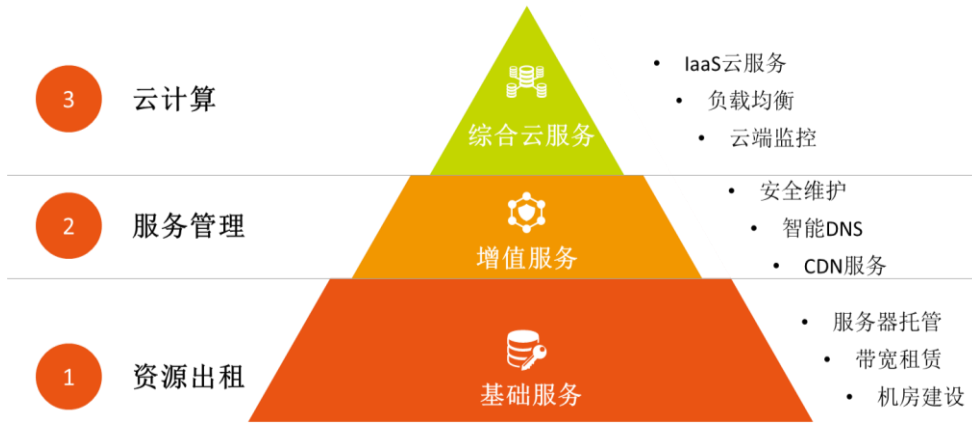 3
云计算
综合云服务
• IaaS云服务
• 负载均衡
• 云端监控
2
服务管理
增值服务
• 安全维护
• 智能DNS
• CDN服务
1
资源出租
基础服务
• 服务器托管
• 带宽租赁
• 机房建设